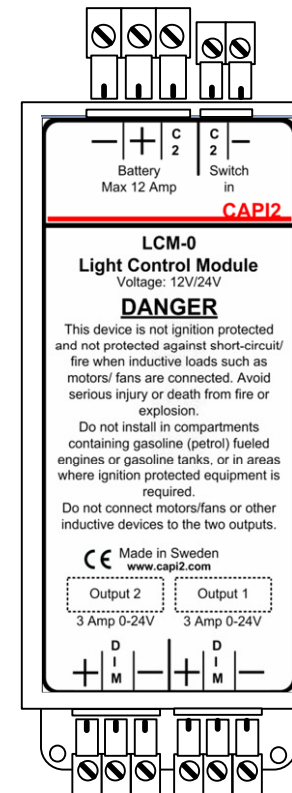 − + C2 C2 −
Battery Switch
Max 12 Amp in
CAPI2
LCM-0
Light Control Module
Voltage: 12V/24V
DANGER
This device is not ignition protected
and not protected against short-circuit/
fire when inductive loads such as
motors/ fans are connected. Avoid
serious injury or death from fire or
explosion.
Do not install in compartments
containing gasoline (petrol) fueled
engines or gasoline tanks, or in areas
where ignition protected equipment is
required.
Do not connect motors/fans or other
inductive devices to the two outputs.
CE Made in Sweden
www.capi2.com
Output 2 Output 1
3 Amp 0-24V 3 Amp 0-24V
+ DIM − + DIM −